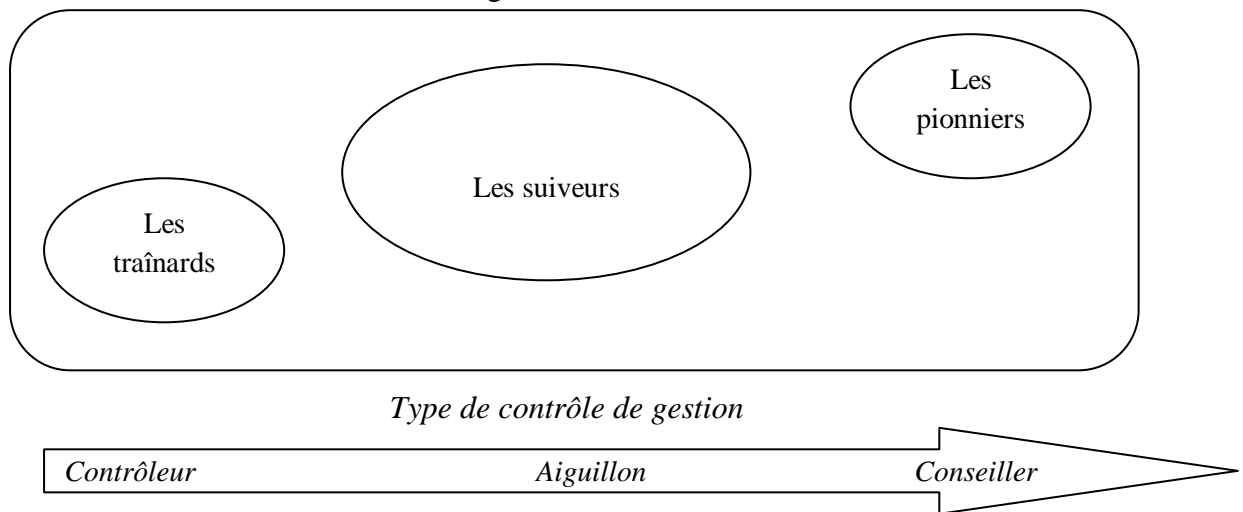 Les
pionniers
Les suiveurs
Les
traînards
Type de contrôle de gestion
Contrôleur Aiguillon Conseiller